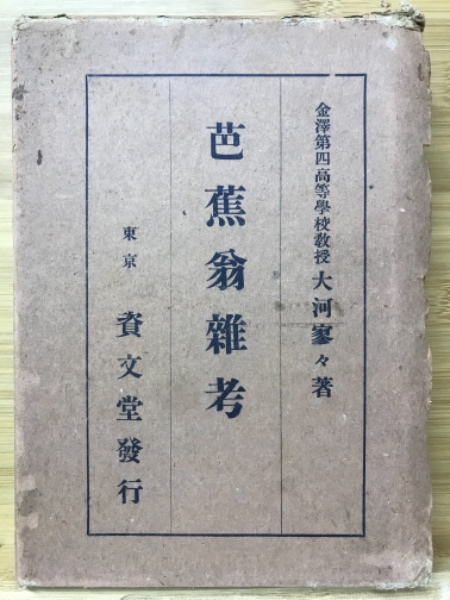 金澤第四高等學校教授 大河寥々著
芭蕉翁雜考
東京 資文堂發行